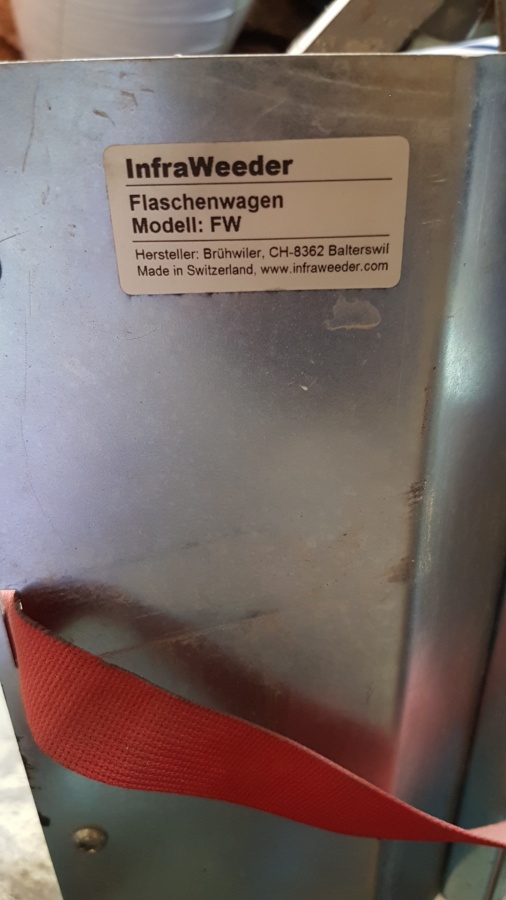 InfraWeeder
Flaschenwagen
Modell: FW
Hersteller: Brühwiler, CH-8362 Balterswil
Made in Switzerland, www.infraweeder.com